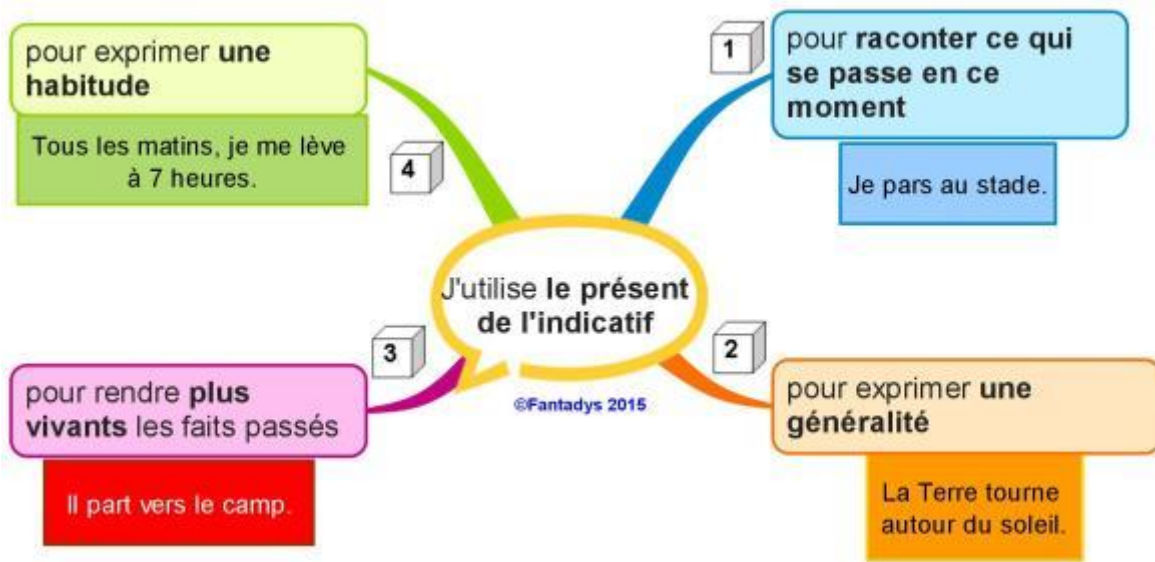 J'utilise le présent
de l'indicatif
1
pour raconter ce qui
se passe en ce
moment
Je pars au stade.
2
pour exprimer une
généralité
La Terre tourne
autour du soleil.
3
pour rendre plus
vivants les faits passés
Il part vers le camp.
4
pour exprimer une
habitude
Tous les matins, je me lève
à 7 heures.
©Fantadys 2015